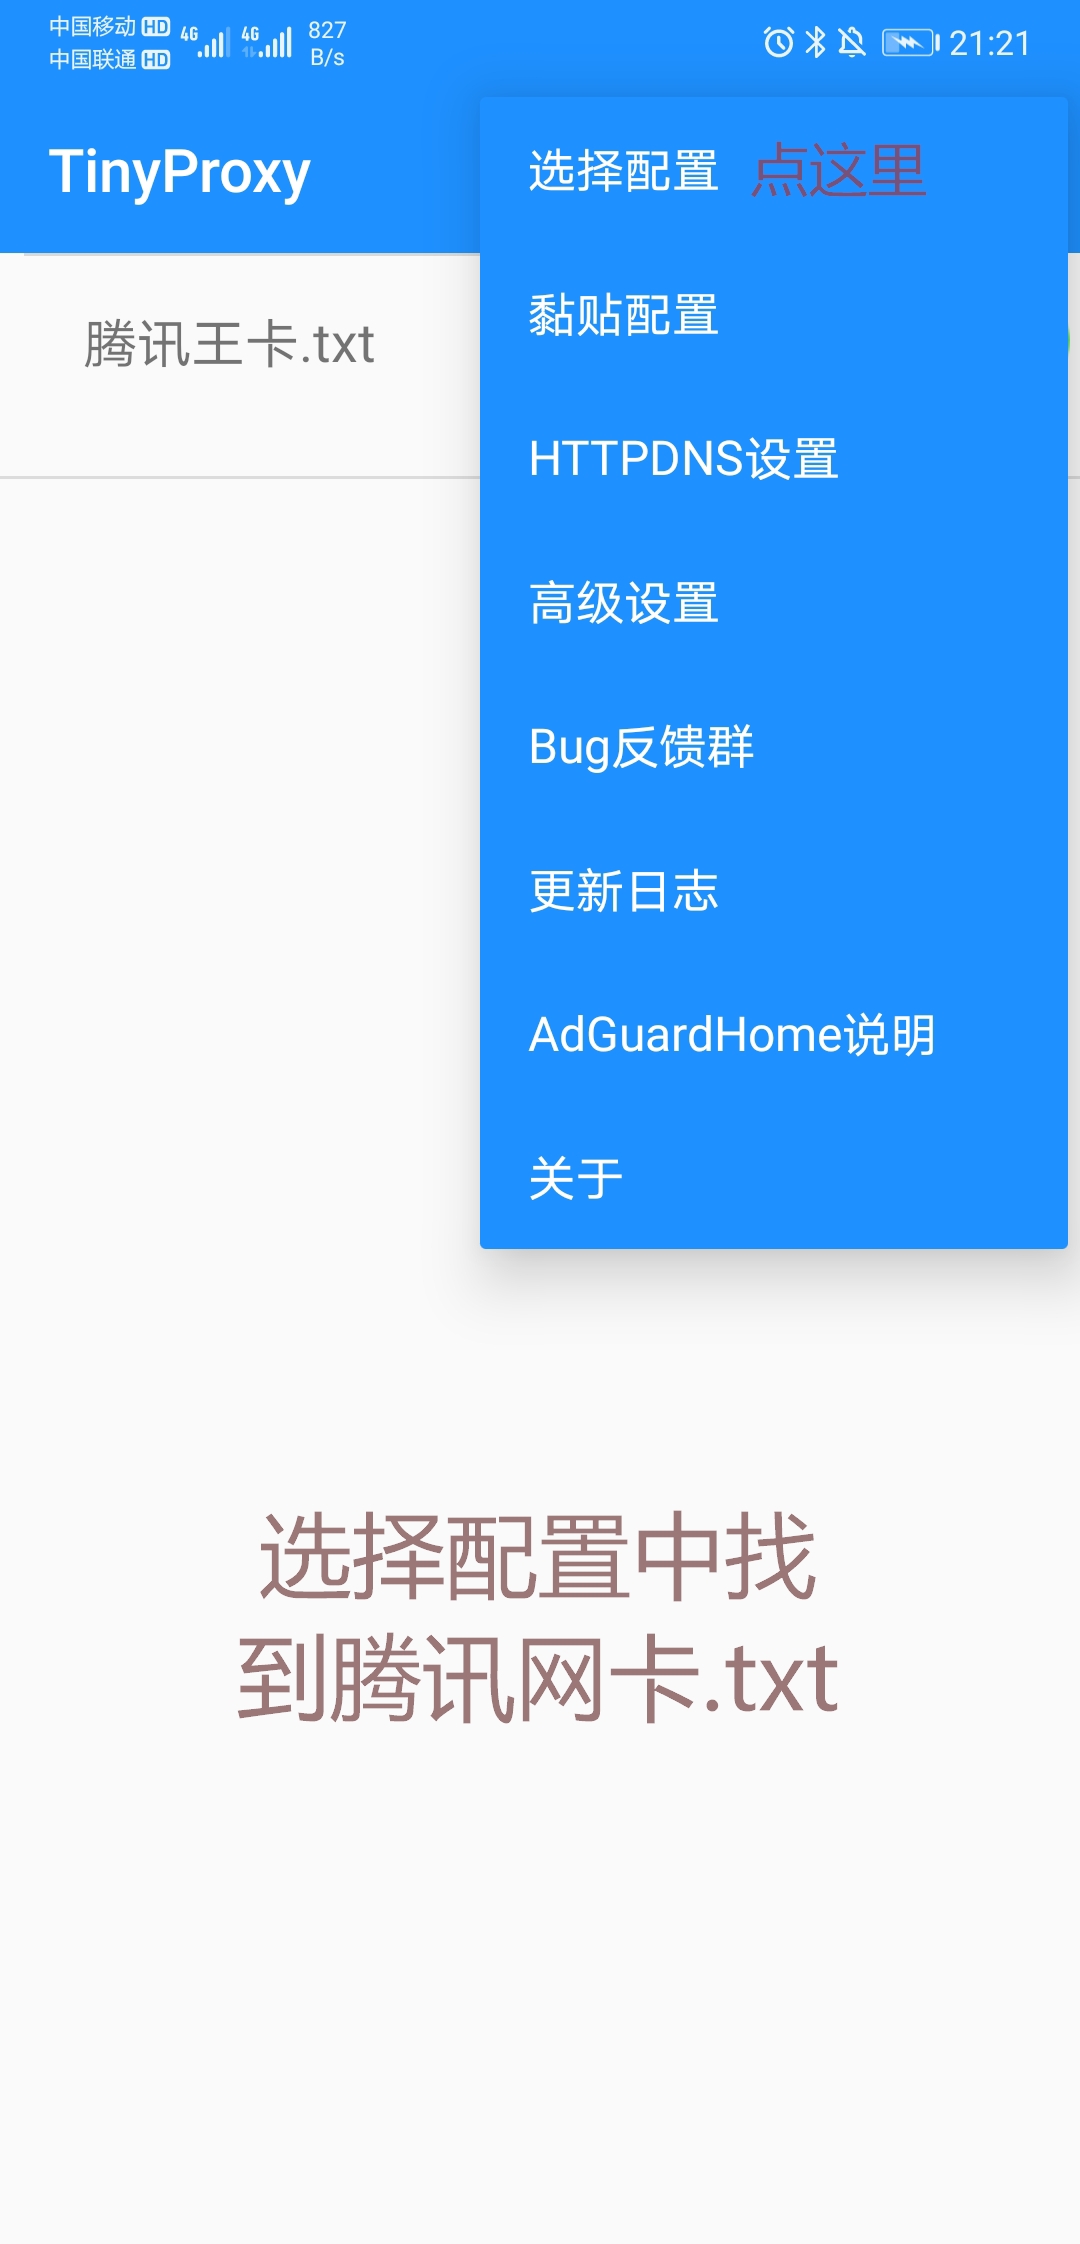 中国移动 HD 4G 4G 827
中国联通 HD B/s
21:21
TinyProxy
选择配置 点这里
黏贴配置
腾讯王卡.txt
HTTPDNS设置
高级设置
Bug反馈群
更新日志
AdGuardHome说明
关于
选择配置中找
到腾讯网卡.txt